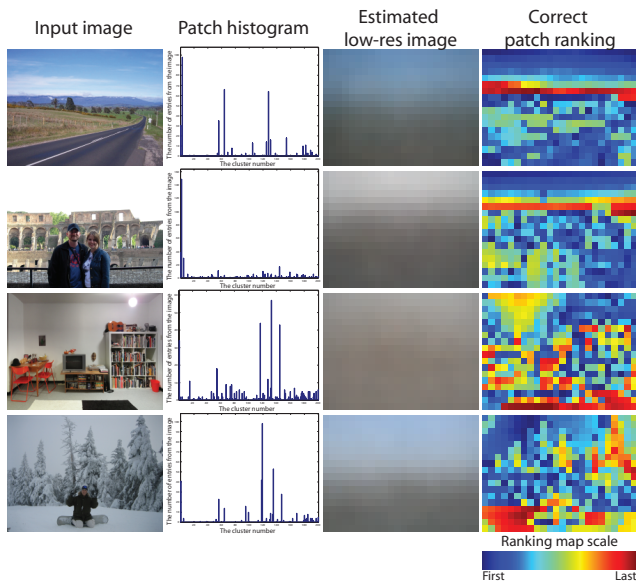 Input image
Patch histogram
Estimated
low-res image
Correct
patch ranking
The number of entries from the image
The cluster number
The number of entries from the image
The cluster number
The number of entries from the image
The cluster number
The number of entries from the image
The cluster number
Ranking map scale
First
Last